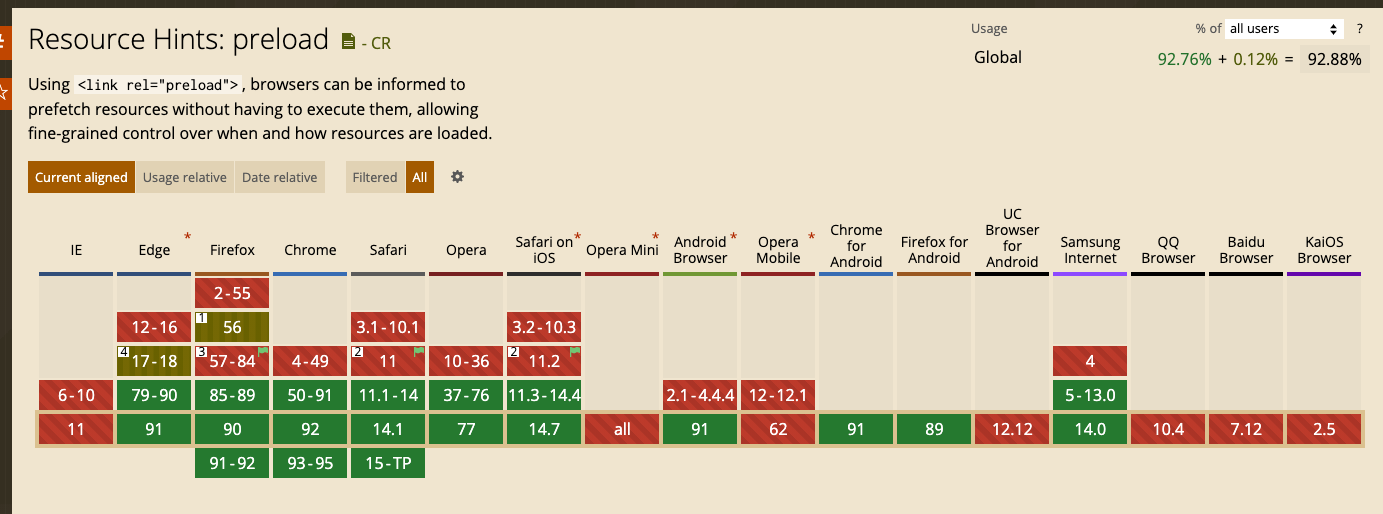 Resource Hints: preload - CR
Usage % of all users ?
Global 92.76% + 0.12% = 92.88%
Using <link rel="preload">, browsers can be informed to
prefetch resources without having to execute them, allowing
fine-grained control over when and how resources are loaded.
Current aligned Usage relative Date relative Filtered All
IE Edge * Firefox Chrome Safari Opera Safari on iOS * Opera Mini * Android Browser * Opera Mobile * Chrome for Android Firefox for Android UC Browser for Android Samsung Internet QQ Browser Baidu Browser KaiOS Browser
2-55
12-16 1 56 3.1-10.1 3.2-10.3
4 17-18 3 57-84 4-49 2 11 10-36 2 11.2 4
6-10 79-90 85-89 50-91 11.1-14 37-76 11.3-14.4 2.1-4.4.4 12-12.1 5-13.0
11 91 90 92 14.1 77 14.7 all 91 62 91 89 12.12 14.0 10.4 7.12 2.5
91-92 93-95 15-TP